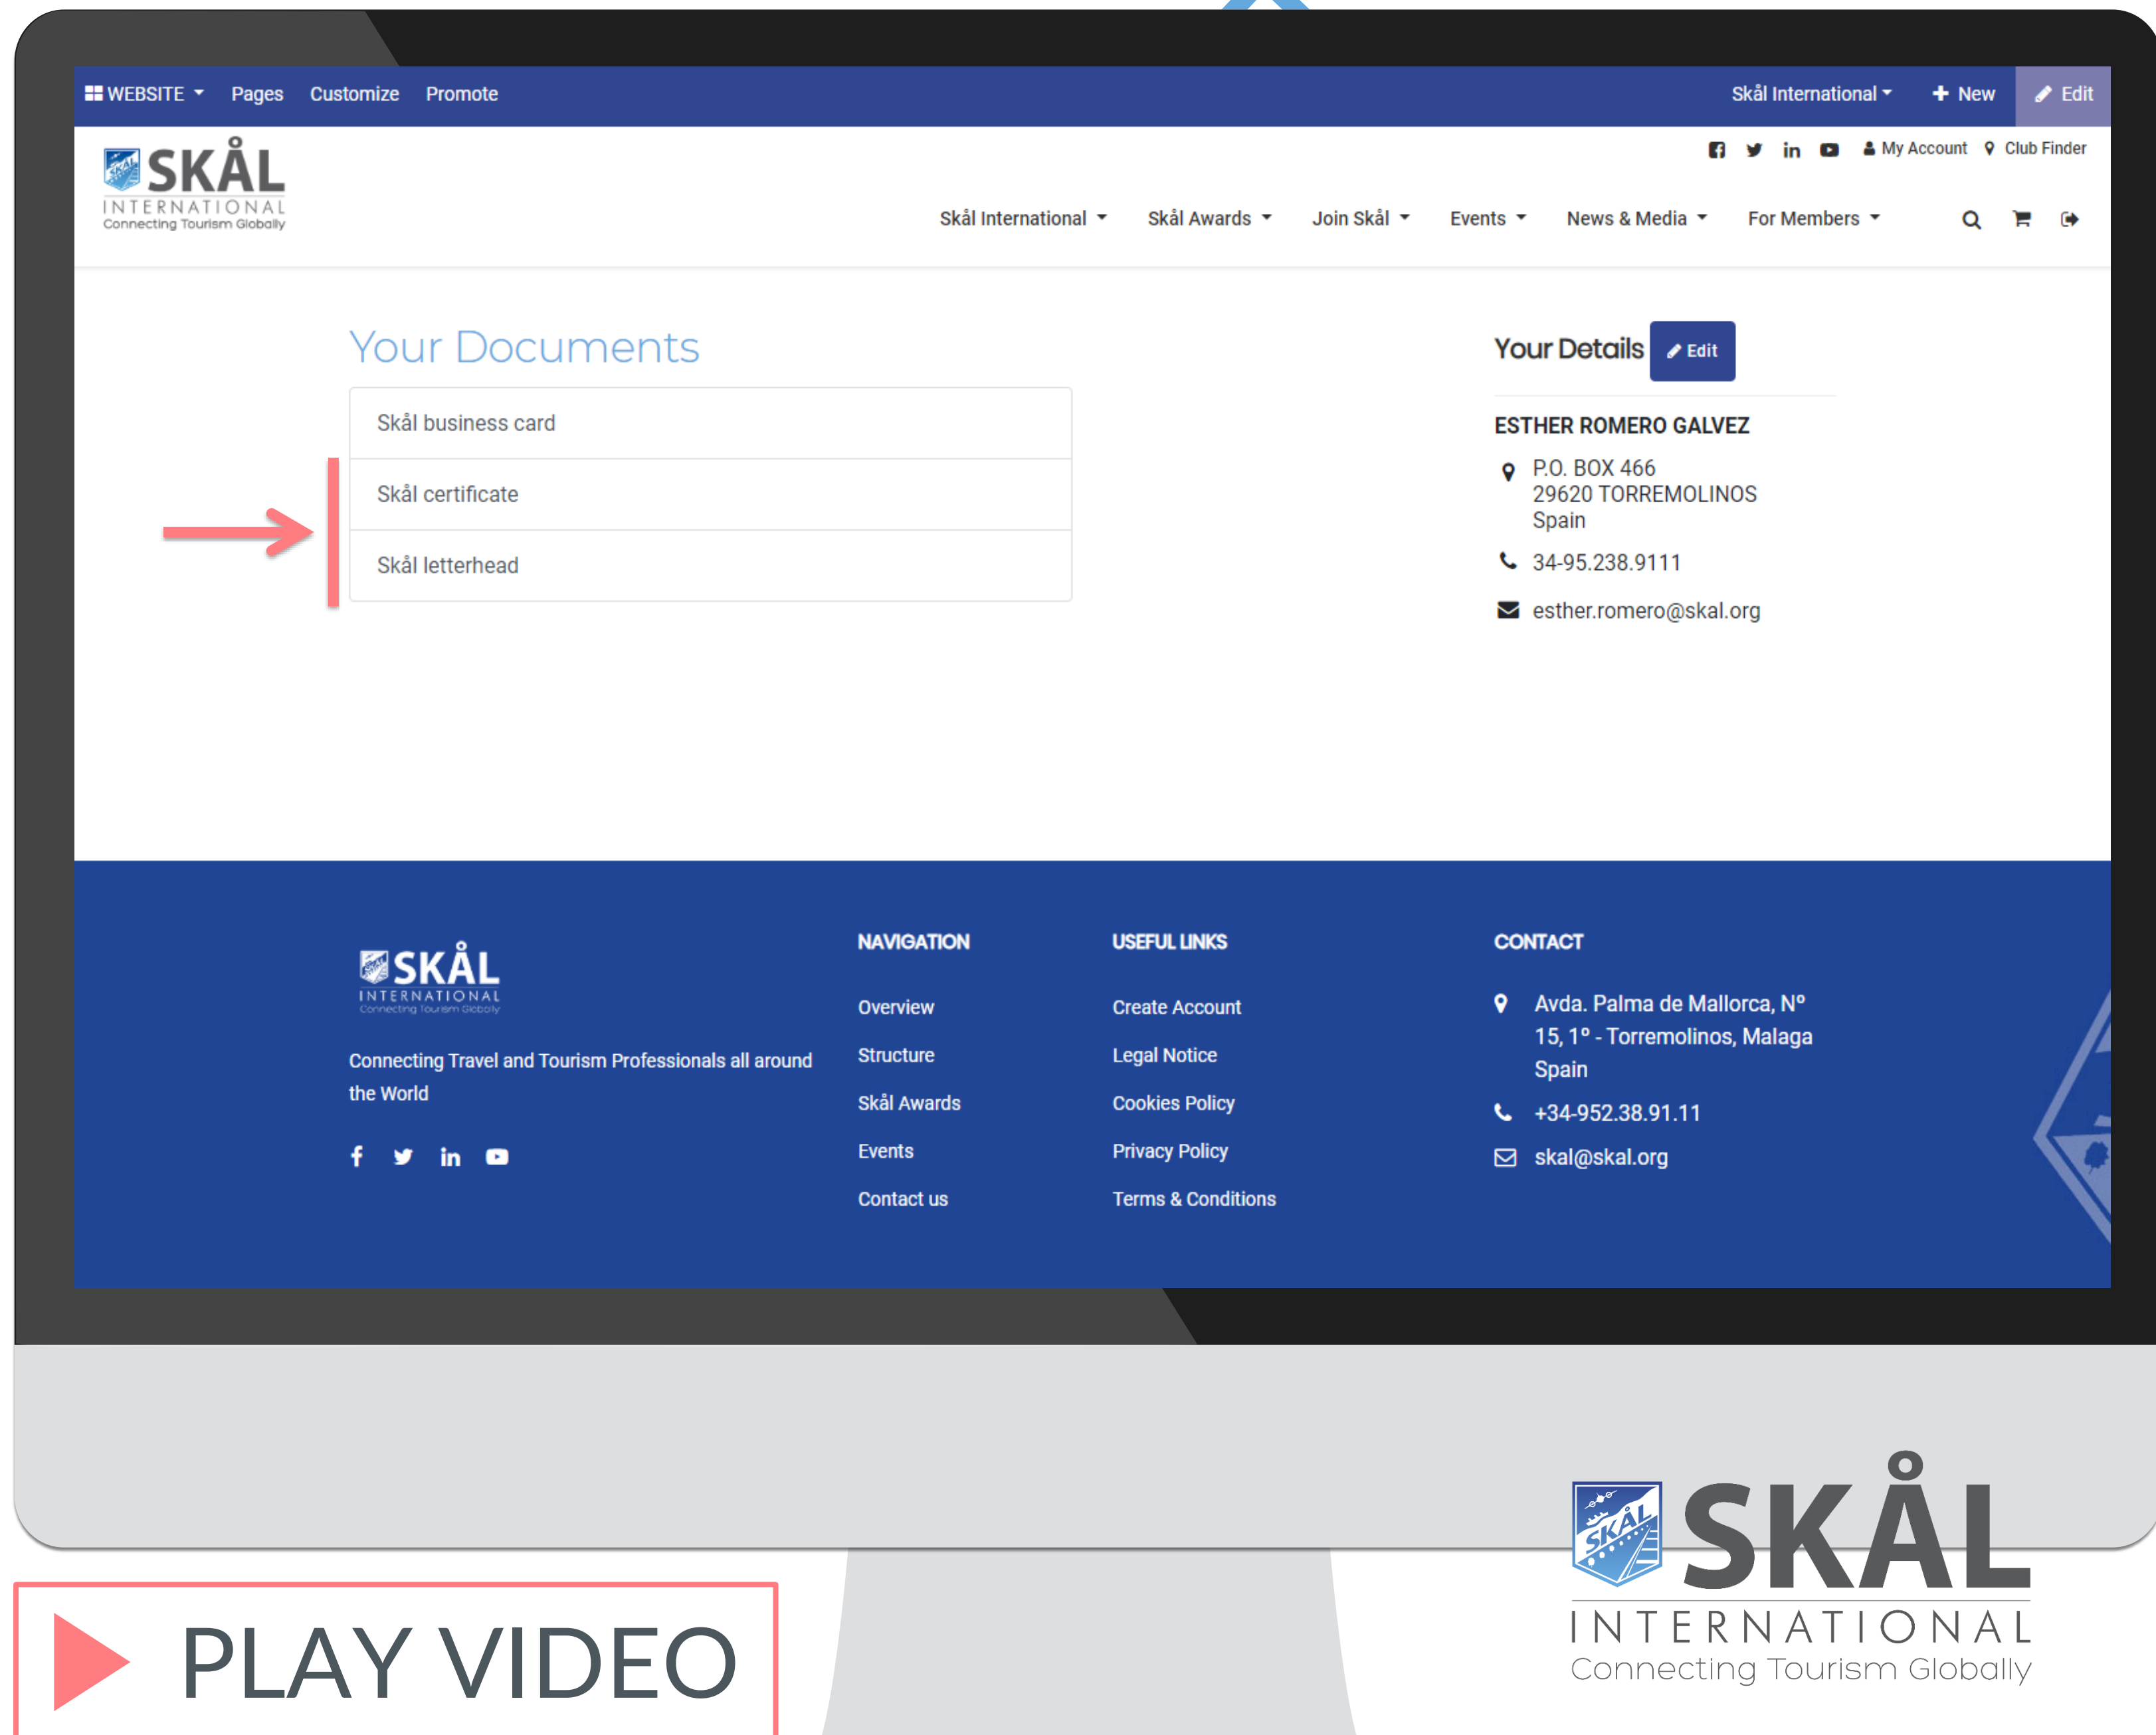 WEBSITE Pages Customize Promote Skål International + New Edit
My Account Club Finder
SKÅL
INTERNATIONAL
Connecting Tourism Globally
Skål International Skål Awards Join Skål Events News & Media For Members
Your Documents
Skål business card
Skål certificate
Skål letterhead
Your Details Edit
ESTHER ROMERO GALVEZ
P.O. BOX 466
29620 TORREMOLINOS
Spain
34-95.238.9111
esther.romero@skal.org
SKÅL
INTERNATIONAL
Connecting Tourism Globally
Connecting Travel and Tourism Professionals all around
the World
NAVIGATION
Overview
Structure
Skål Awards
Events
Contact us
USEFUL LINKS
Create Account
Legal Notice
Cookies Policy
Privacy Policy
Terms & Conditions
CONTACT
Avda. Palma de Mallorca, Nº
15, 1º - Torremolinos, Malaga
Spain
+34-952.38.91.11
skal@skal.org
PLAY VIDEO
SKÅL
SKÅL
INTERNATIONAL
Connecting Tourism Globally